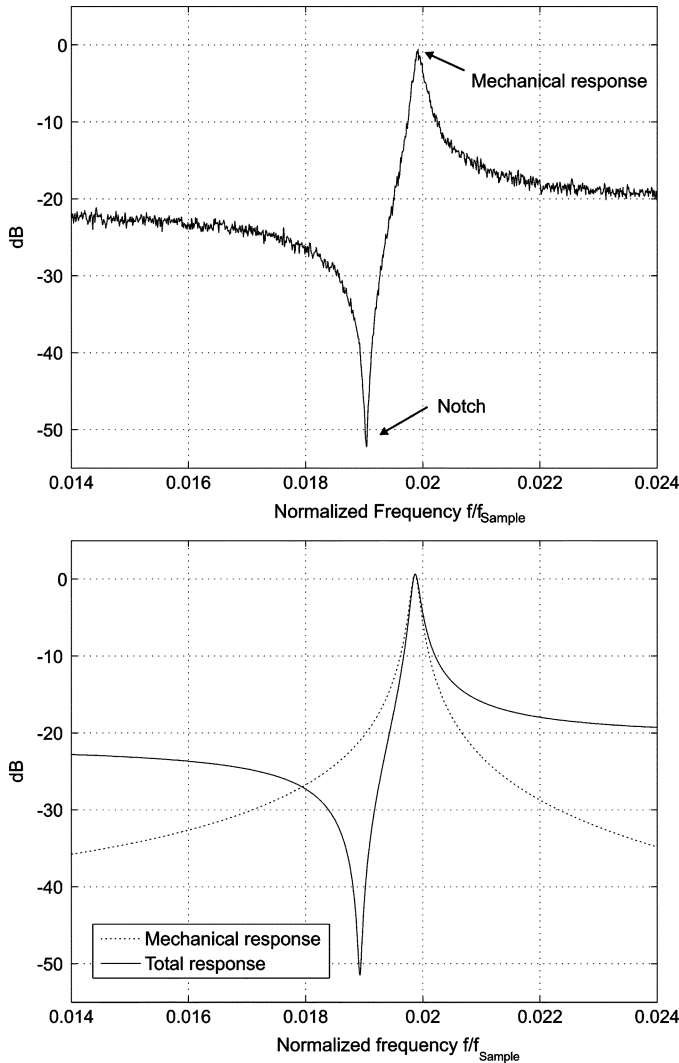 0
-10
-20
-30
-40
-50
dB
Mechanical response
Notch
0.014 0.016 0.018 0.02 0.022 0.024
Normalized Frequency f/fSample
0
-10
-20
-30
-40
-50
dB
Mechanical response
Total response
0.014 0.016 0.018 0.02 0.022 0.024
Normalized frequency f/fSample